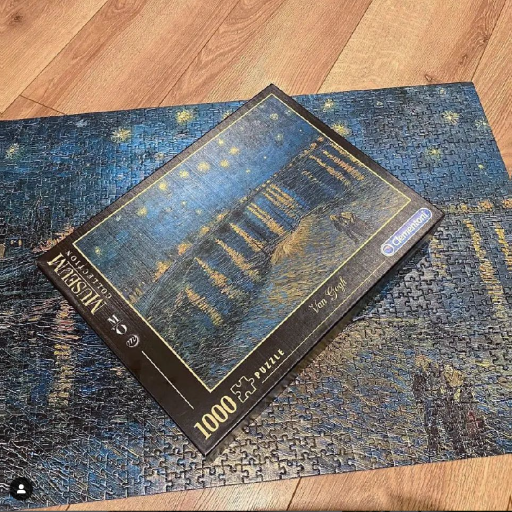 MUSEUM
COLLECTION
Van Gogh
Clementoni
1000 PUZZLE